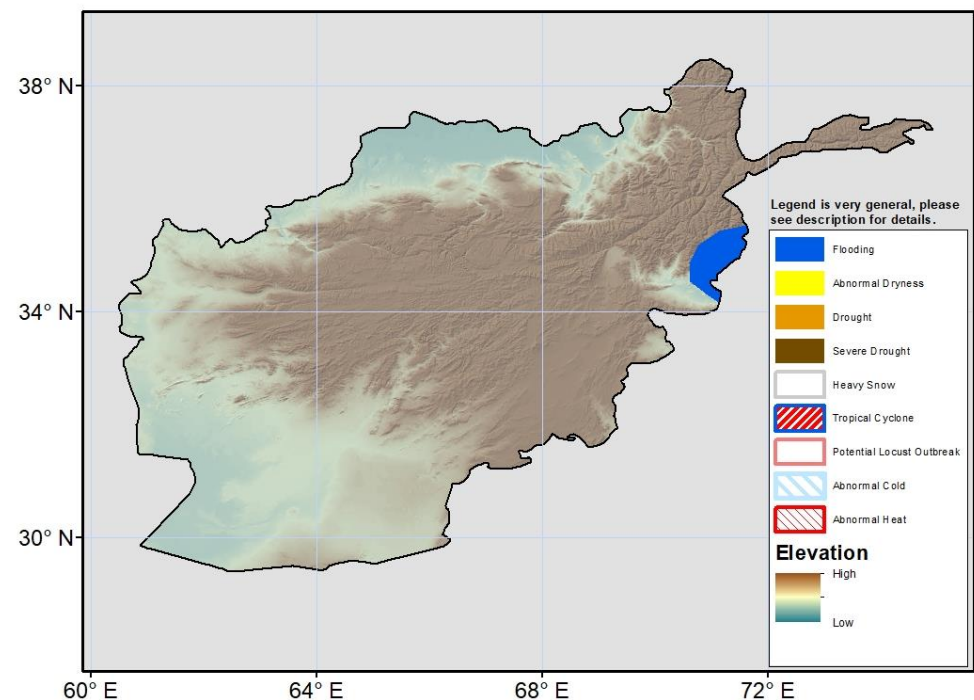 38° N
34° N
30° N
60° E
64° E
68° E
72° E
Legend is very general, please
see description for details.
Flooding
Abnormal Dryness
Drought
Severe Drought
Heavy Snow
Tropical Cyclone
Potential Locust Outbreak
Abnormal Cold
Abnormal Heat
Elevation
High
Low